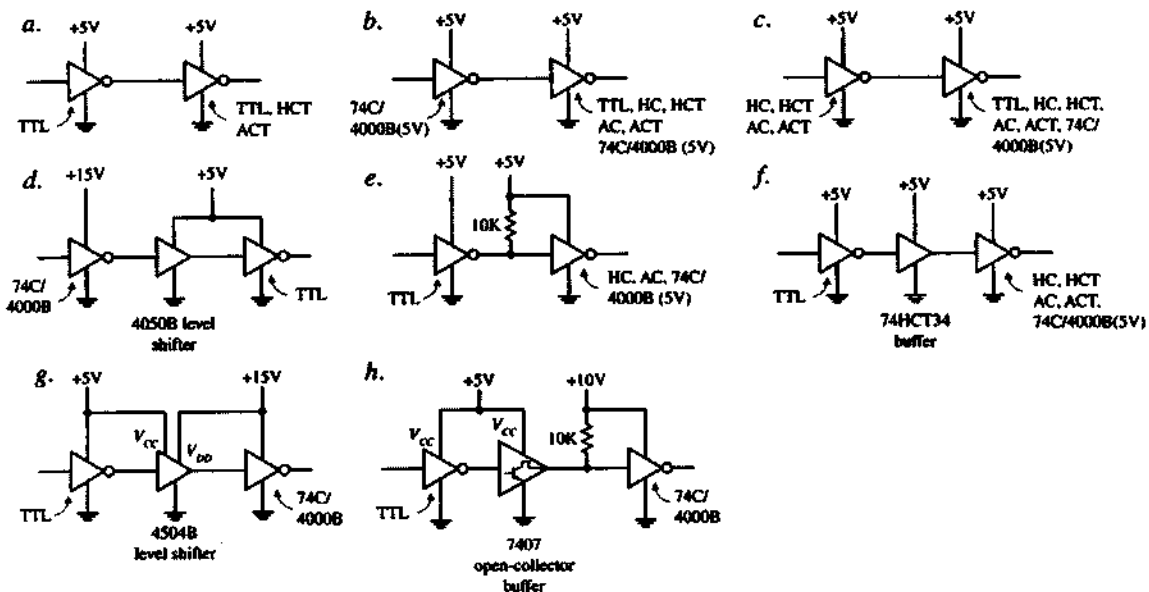 a.
+5V
+5V
TTL
TTL, HCT
ACT
b.
+5V
+5V
74C/
4000B(5V)
TTL, HC, HCT
AC, ACT
74C/4000B (5V)
c.
+5V
+5V
HC, HCT
AC, ACT
TTL, HC, HCT,
AC, ACT, 74C/
4000B(5V)
d.
+15V
+5V
74C/
4000B
4050B level
shifter
TTL
e.
+5V
+5V
10K
TTL
HC, AC, 74C/
4000B (5V)
f.
+5V
+5V
+5V
TTL
74HCT34
buffer
HC, HCT
AC, ACT,
74C/4000B(5V)
g.
+5V
+15V
VCC
VDD
TTL
4504B
level shifter
74C/
4000B
h.
+5V
+10V
VCC
VCC
10K
TTL
7407
open-collector
buffer
74C/
4000B